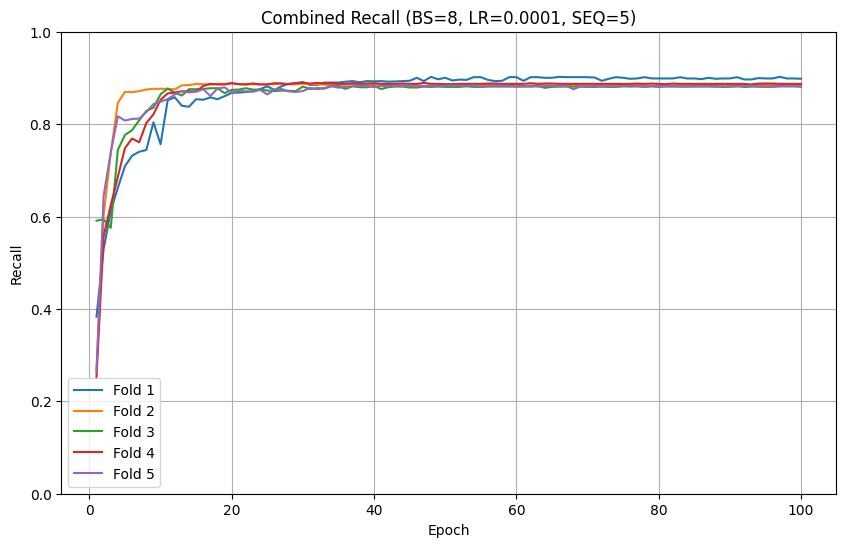 Combined Recall (BS=8, LR=0.0001, SEQ=5)
1.0
0.8
0.6
0.4
0.2
0.0
Recall
Fold 1
Fold 2
Fold 3
Fold 4
Fold 5
0 20 40 60 80 100
Epoch